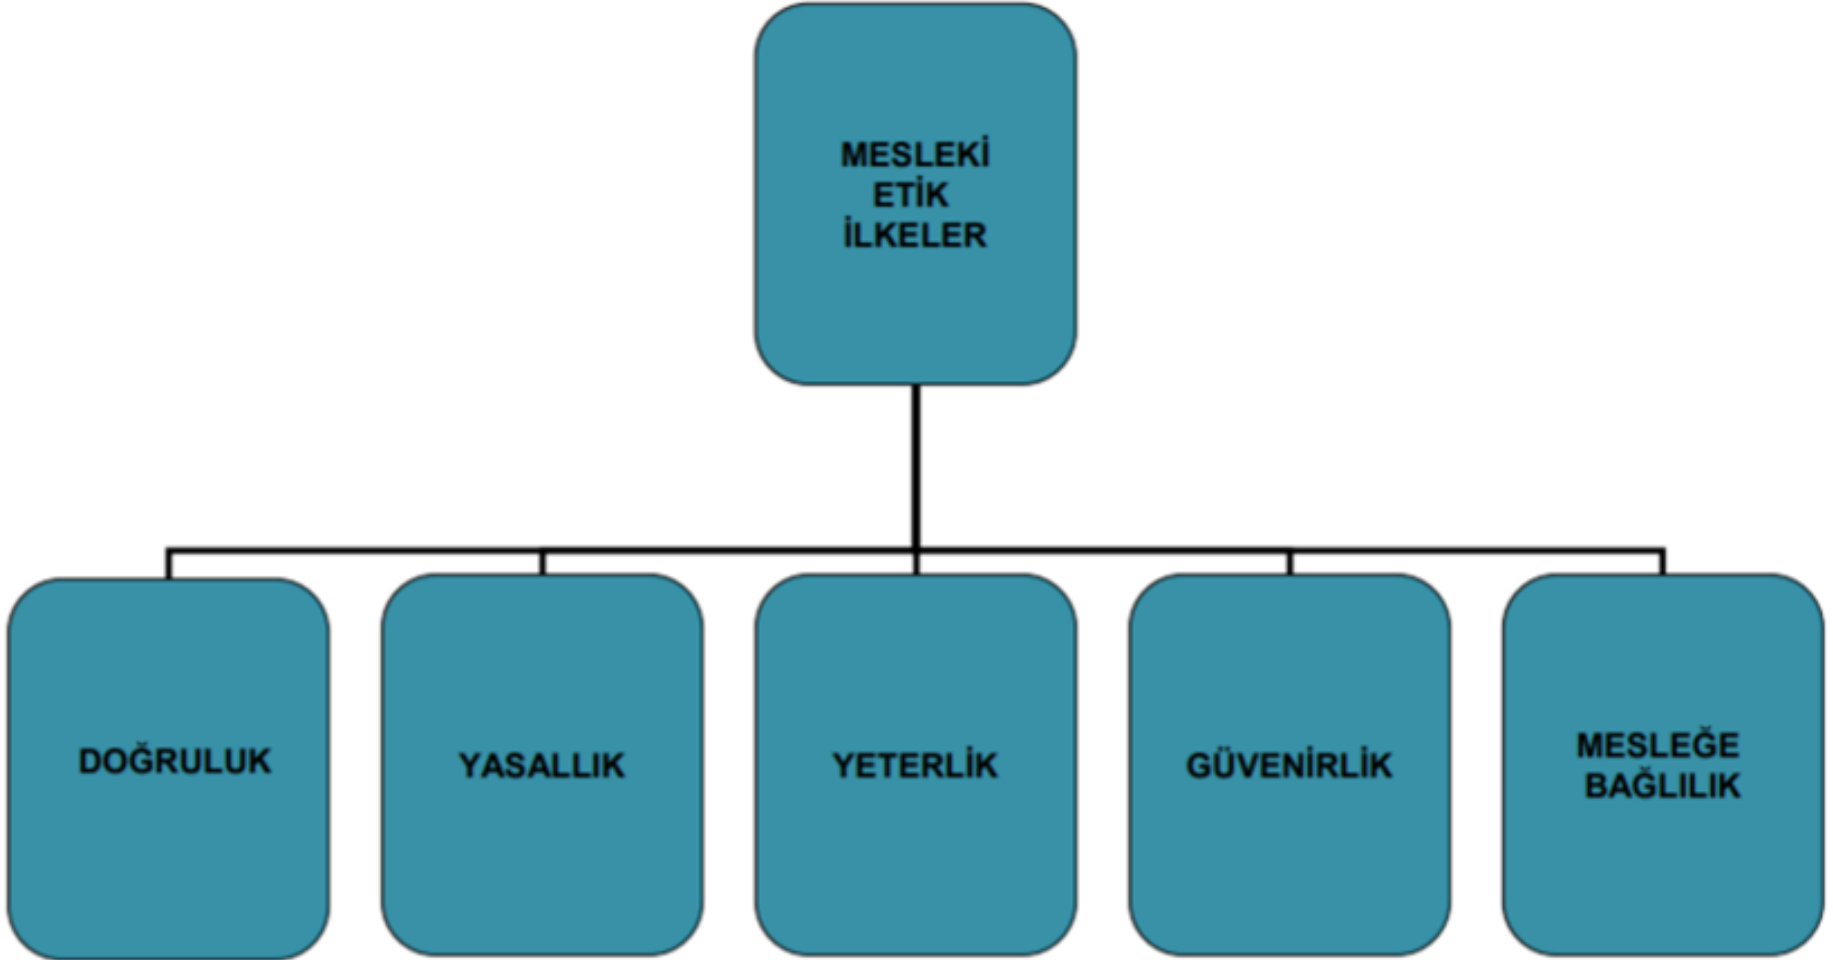 MESLEKİ
ETİK
İLKELER
DOĞRULUK
YASALLIK
YETERLİK
GÜVENİRLİK
MESLEĞE
BAĞLILIK